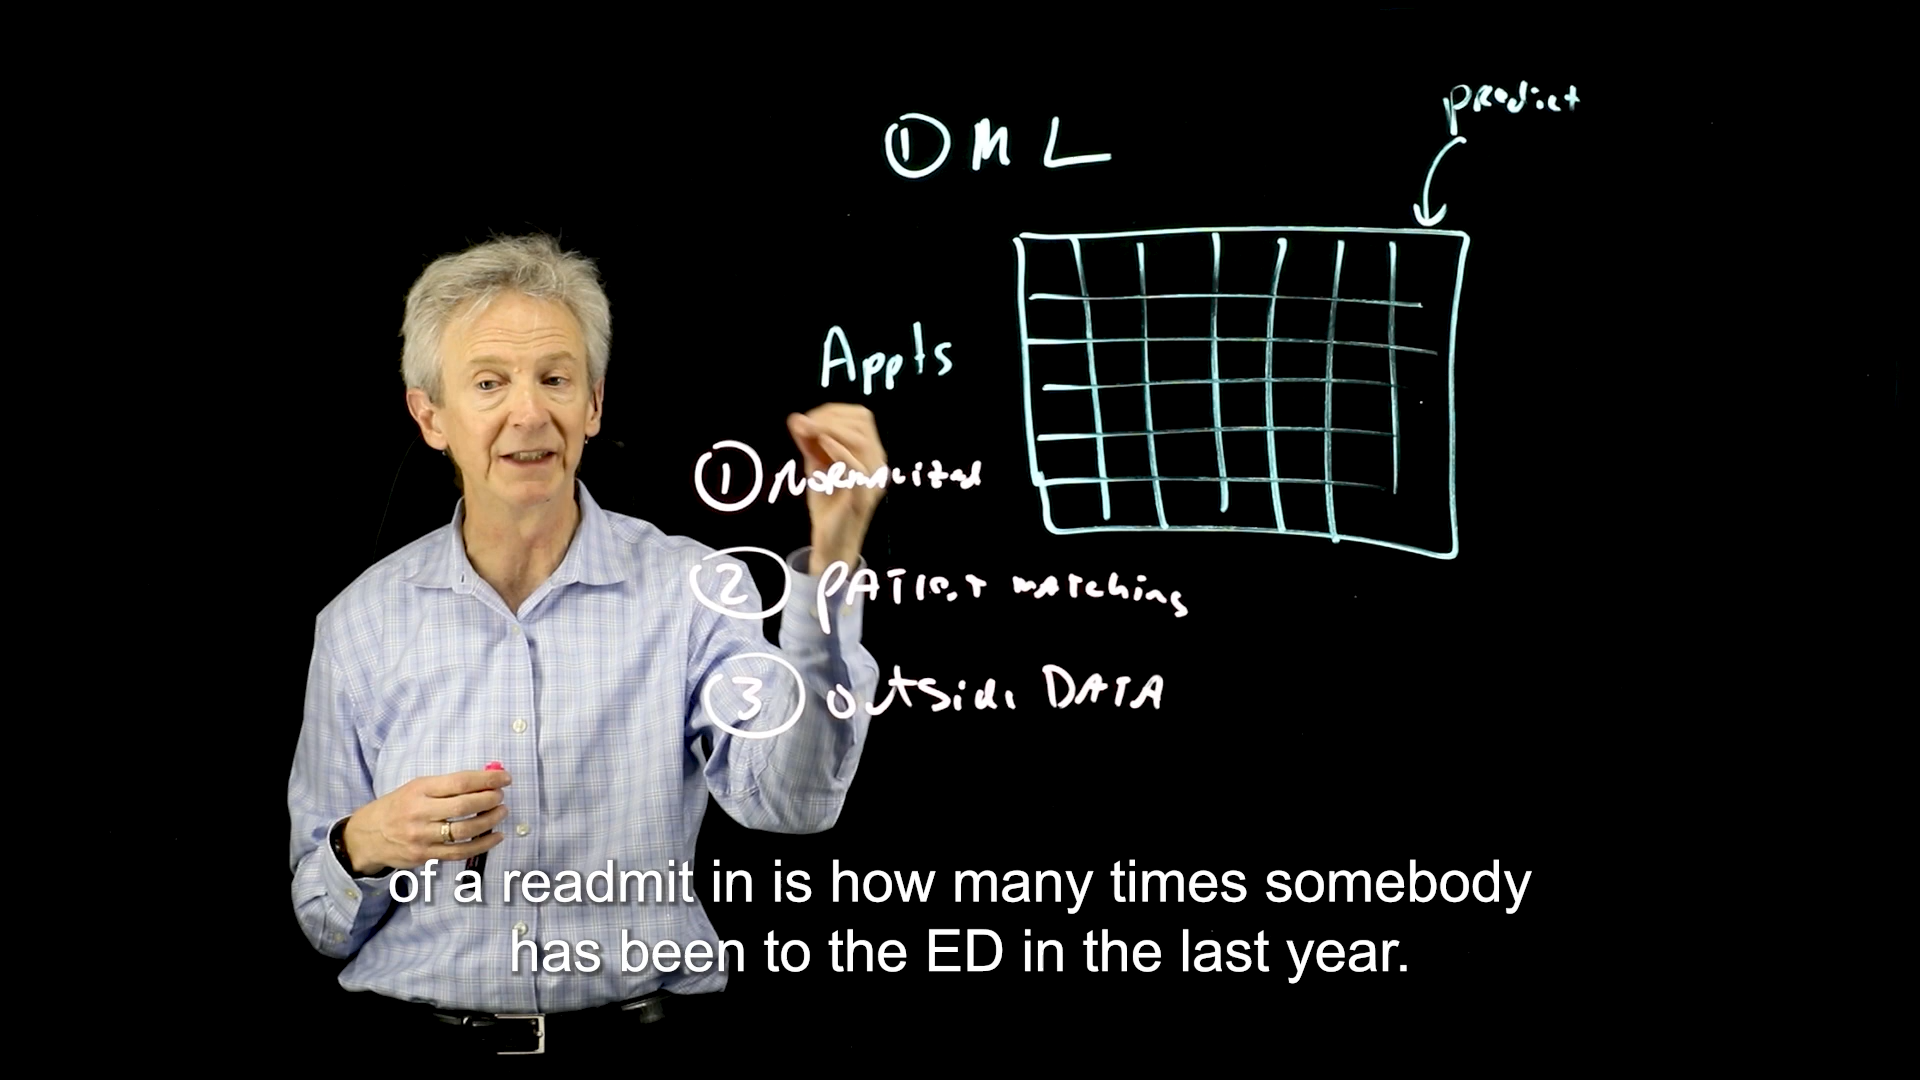 predict
① ML
Appts
① Normalized
② Patient matching
③ outside DATA
of a readmit in is how many times somebody
has been to the ED in the last year.